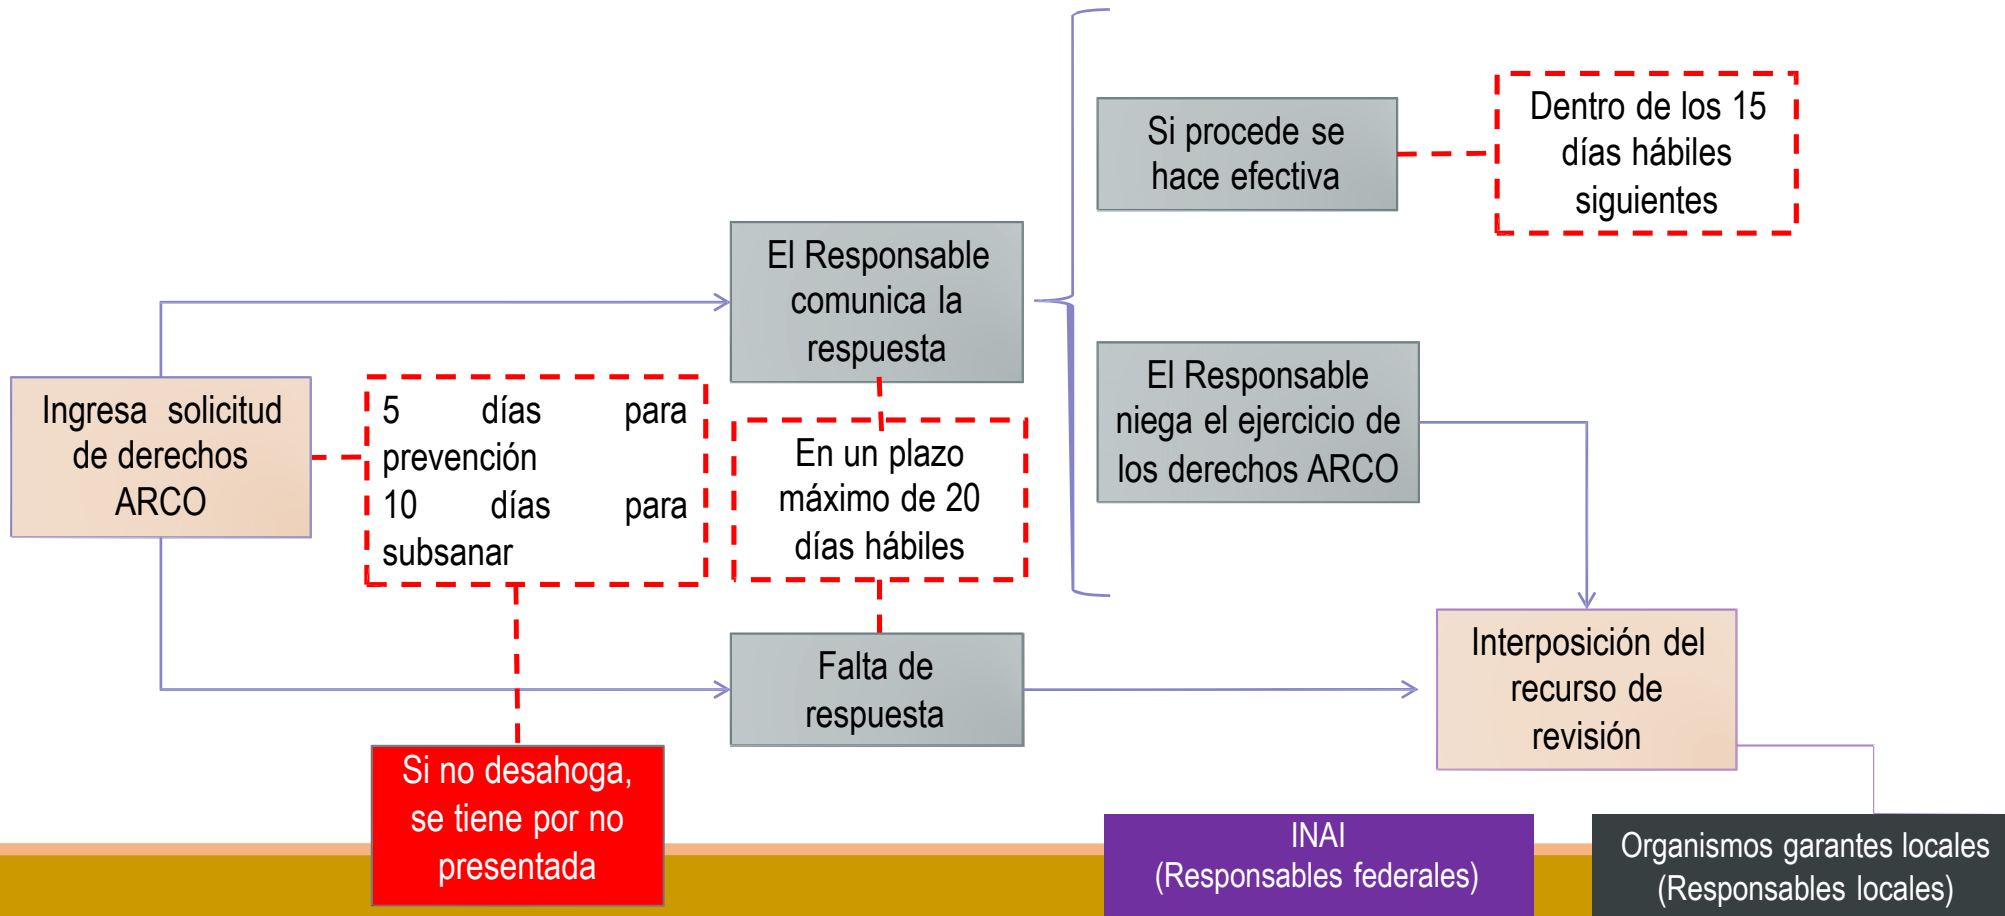 Ingresa solicitud
de derechos
ARCO
5 días para
prevención
10 días para
subsanar
Si no desahoga,
se tiene por no
presentada
El Responsable
comunica la
respuesta
En un plazo
máximo de 20
días hábiles
Falta de
respuesta
Si procede se
hace efectiva
Dentro de los 15
días hábiles
siguientes
El Responsable
niega el ejercicio de
los derechos ARCO
Interposición del
recurso de
revisión
INAI
(Responsables federales)
Organismos garantes locales
(Responsables locales)